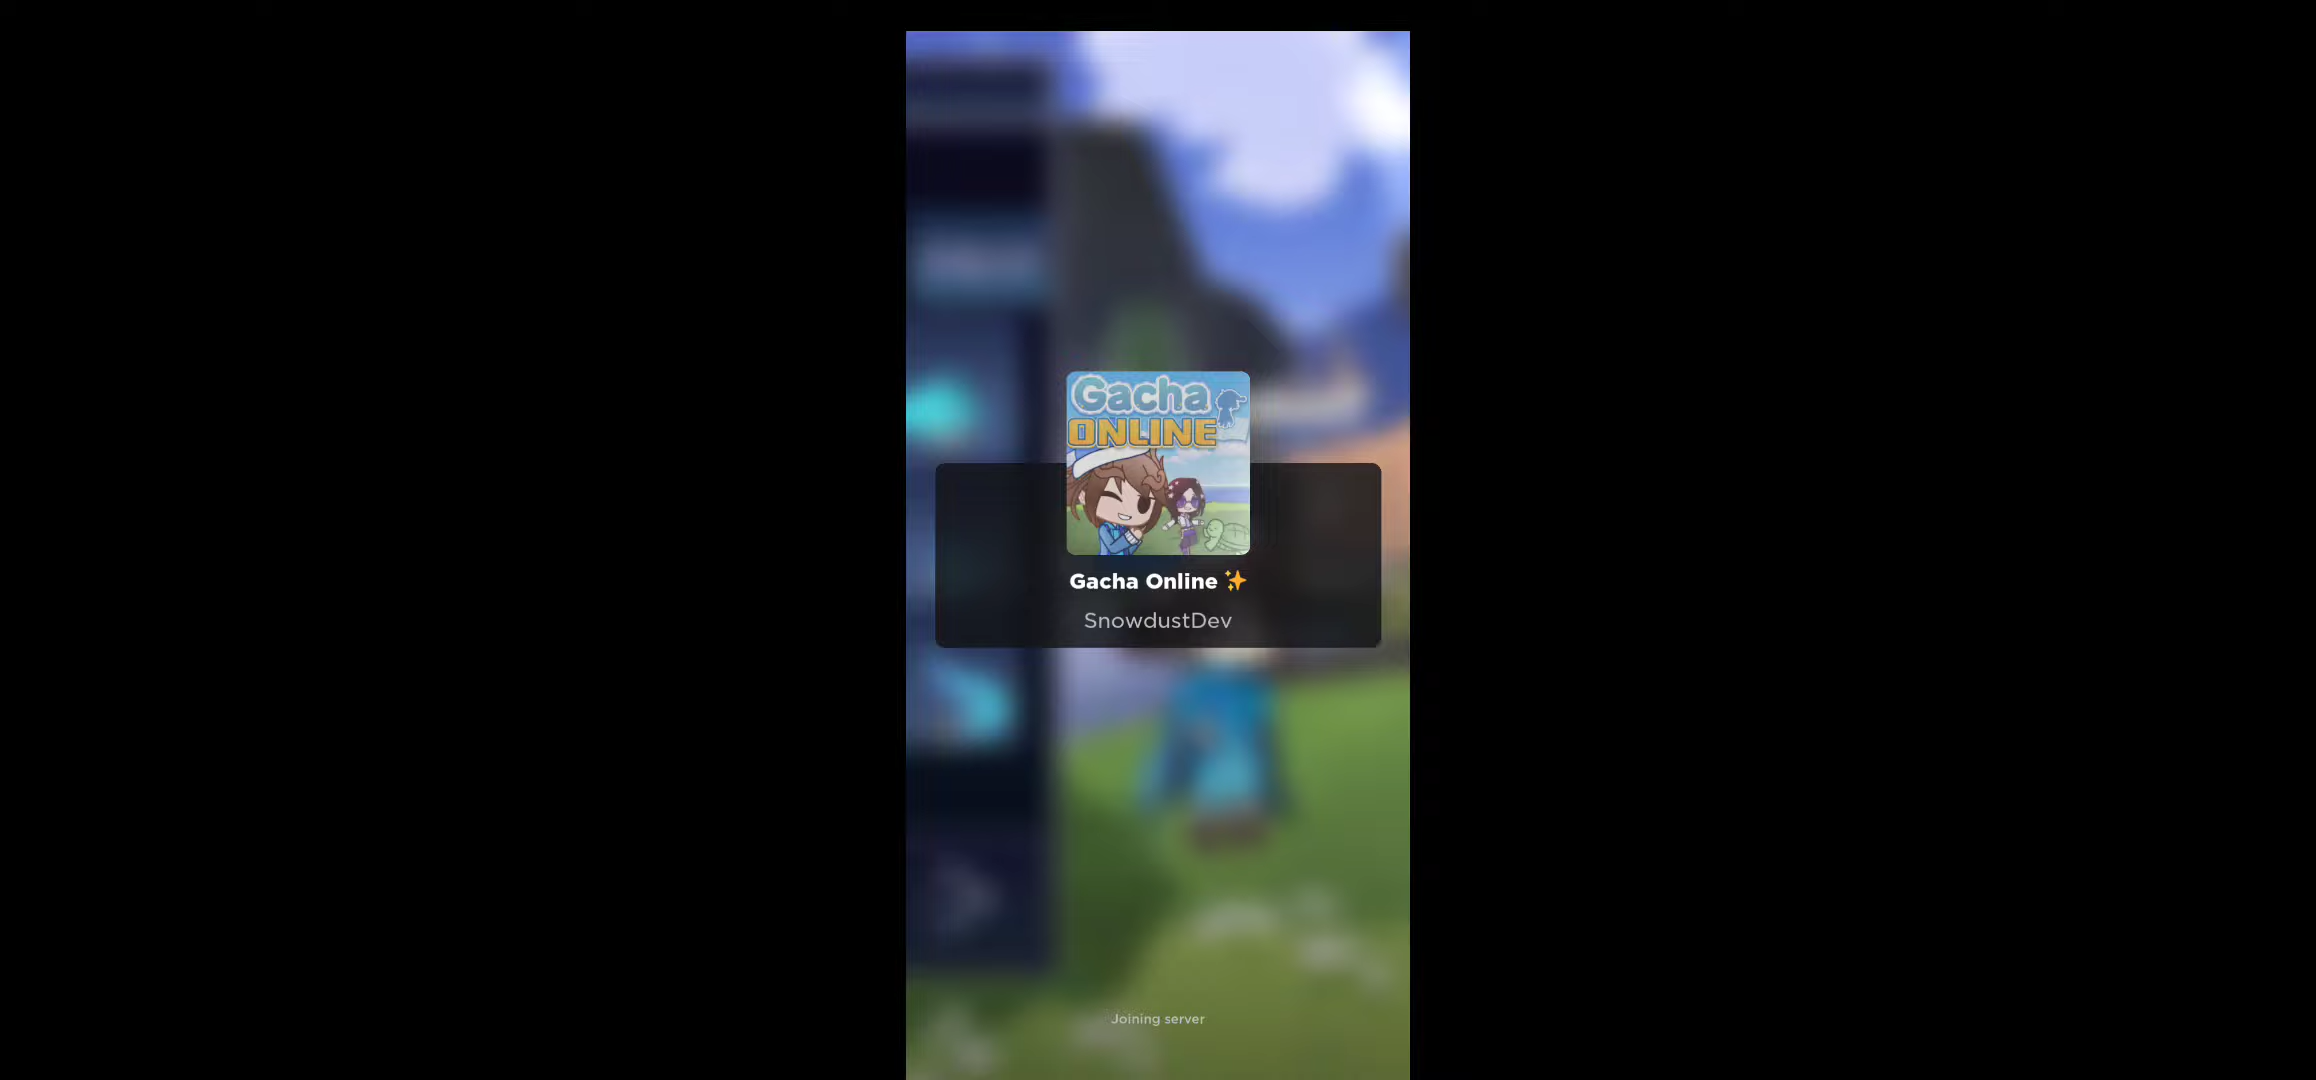 Gacha
ONLINE
Gacha Online ✨
SnowdustDev
Joining server